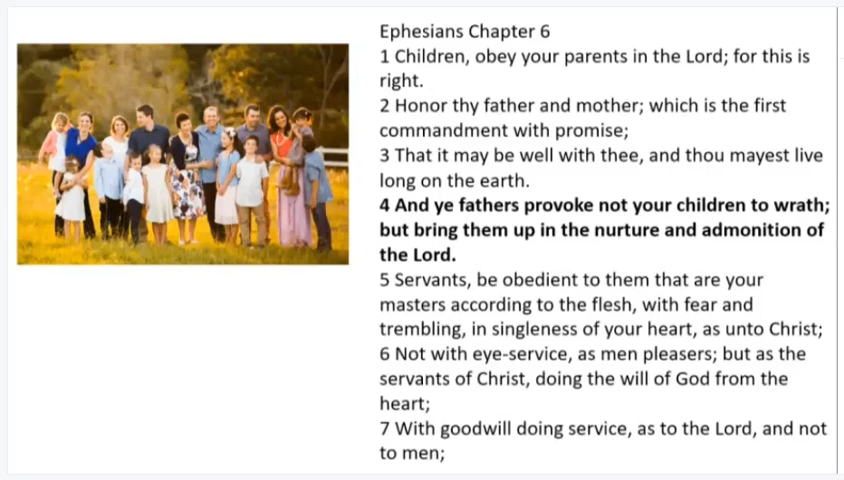 Ephesians Chapter 6
1 Children, obey your parents in the Lord; for this is
right.
2 Honor thy father and mother; which is the first
commandment with promise;
3 That it may be well with thee, and thou mayest live
long on the earth.
4 And ye fathers provoke not your children to wrath;
but bring them up in the nurture and admonition of
the Lord.
5 Servants, be obedient to them that are your
masters according to the flesh, with fear and
trembling, in singleness of your heart, as unto Christ;
6 Not with eye-service, as men pleasers; but as the
servants of Christ, doing the will of God from the
heart;
7 With goodwill doing service, as to the Lord, and not
to men;